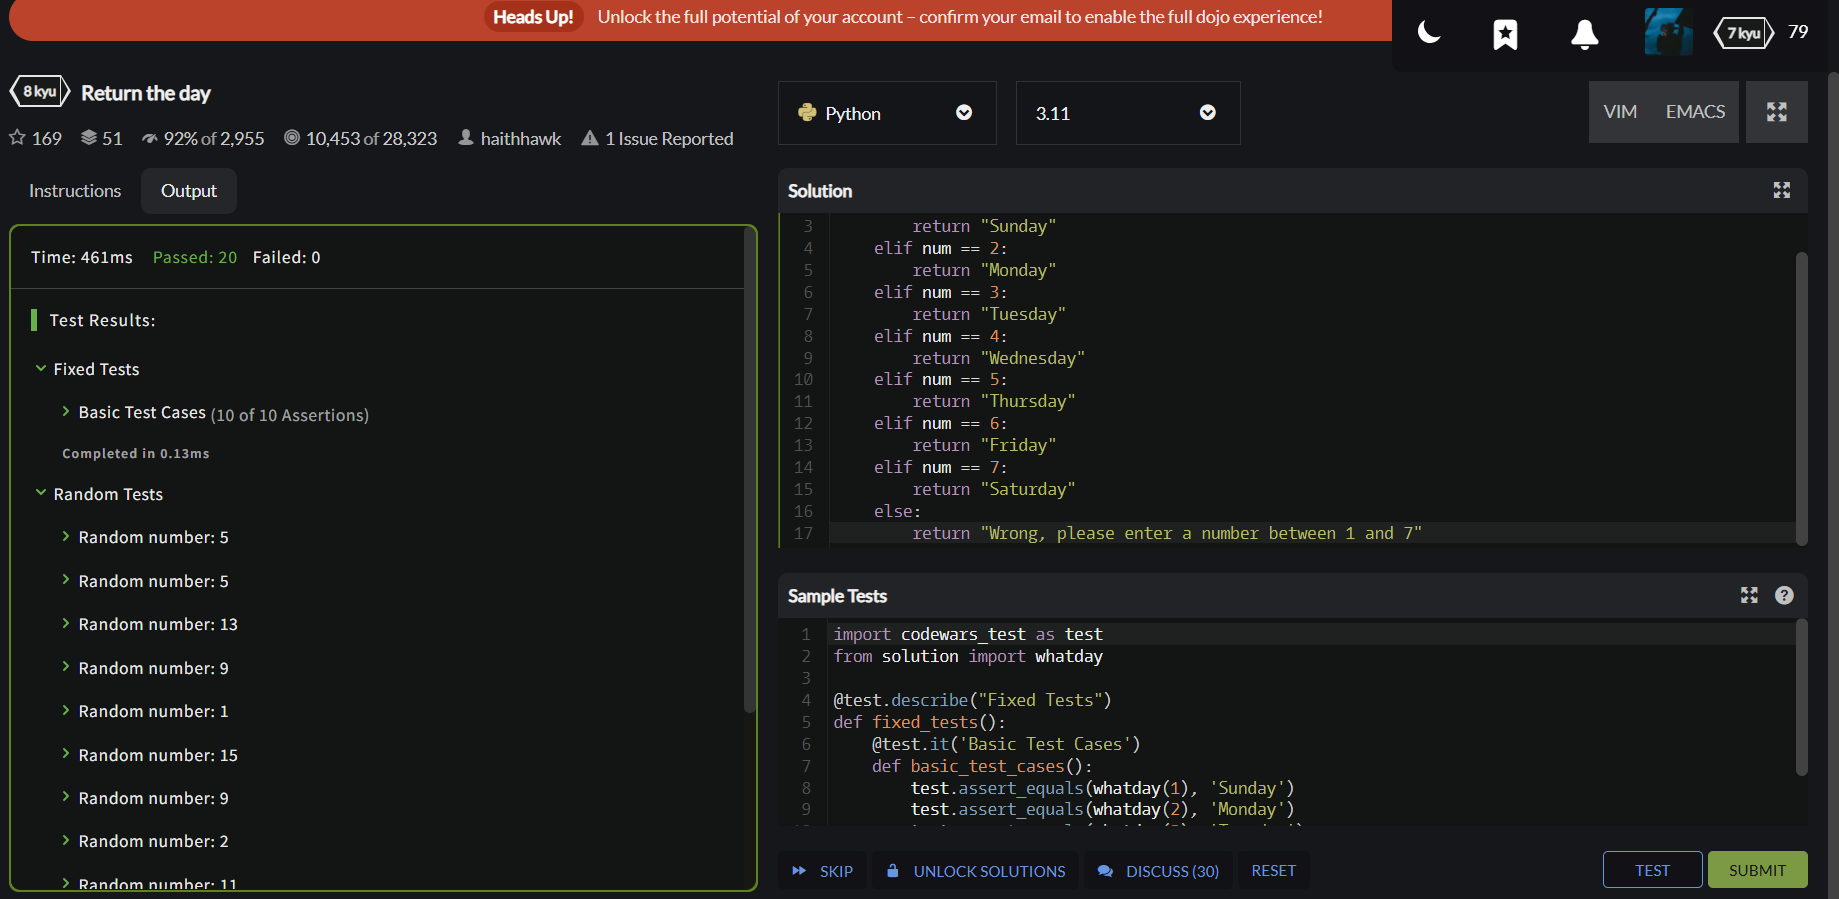 Heads Up! Unlock the full potential of your account – confirm your email to enable the full dojo experience!
7 kyu 79
8 kyu Return the day
169 51 92% of 2,955 10,453 of 28,323 haithhawk 1 Issue Reported
Python
3.11
VIM EMACS
Instructions Output
Time: 461ms Passed: 20 Failed: 0
Test Results:
Fixed Tests
Basic Test Cases (10 of 10 Assertions)
Completed in 0.13ms
Random Tests
Random number: 5
Random number: 5
Random number: 13
Random number: 9
Random number: 1
Random number: 15
Random number: 9
Random number: 2
Random number: 11
Solution
3 return "Sunday"
4 elif num == 2:
5 return "Monday"
6 elif num == 3:
7 return "Tuesday"
8 elif num == 4:
9 return "Wednesday"
10 elif num == 5:
11 return "Thursday"
12 elif num == 6:
13 return "Friday"
14 elif num == 7:
15 return "Saturday"
16 else:
17 return "Wrong, please enter a number between 1 and 7"
Sample Tests
1 import codewars_test as test
2 from solution import whatday
3
4 @test.describe("Fixed Tests")
5 def fixed_tests():
6 @test.it('Basic Test Cases')
7 def basic_test_cases():
8 test.assert_equals(whatday(1), 'Sunday')
9 test.assert_equals(whatday(2), 'Monday')
SKIP UNLOCK SOLUTIONS DISCUSS (30) RESET
TEST SUBMIT